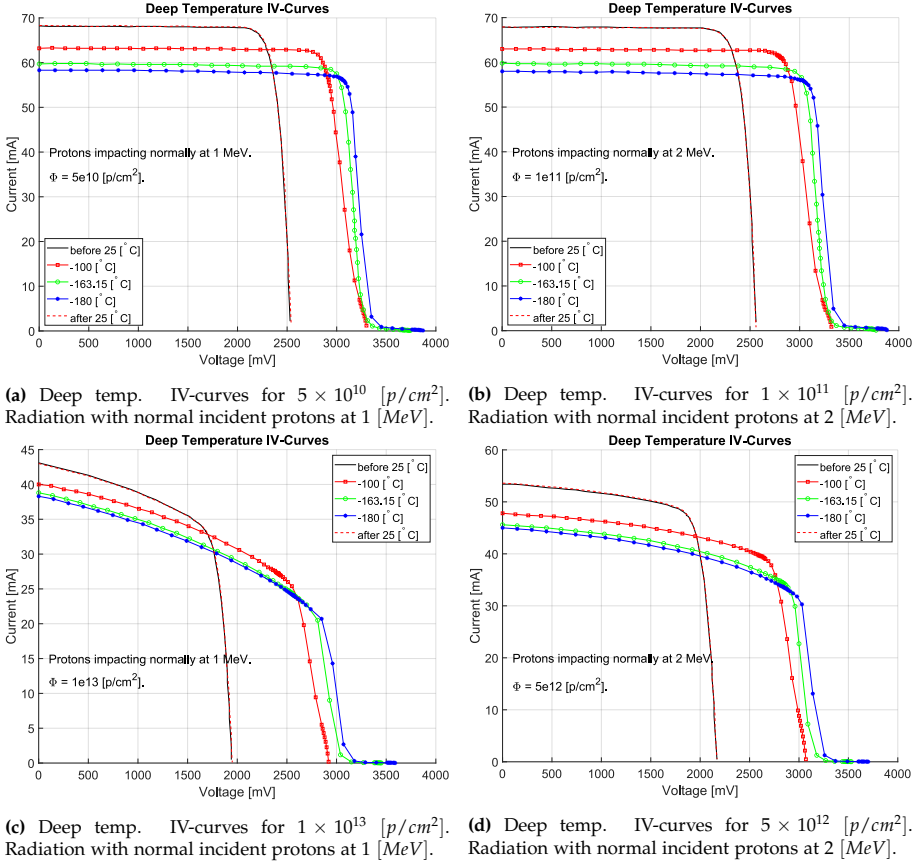 Deep Temperature IV-Curves
70
60
50
40
30
20
10
0
Current [mA]
Protons impacting normally at 1 MeV.
Φ = 5e10 [p/cm²].
before 25 [°C]
-100 [°C]
-163.15 [°C]
-180 [°C]
after 25 [°C]
0 500 1000 1500 2000 2500 3000 3500 4000
Voltage [mV]
(a) Deep temp. IV-curves for 5 × 10¹⁰ [p/cm²].
Radiation with normal incident protons at 1 [MeV].
Deep Temperature IV-Curves
70
60
50
40
30
20
10
0
Current [mA]
Protons impacting normally at 2 MeV.
Φ = 1e11 [p/cm²].
before 25 [°C]
-100 [°C]
-163.15 [°C]
-180 [°C]
after 25 [°C]
0 500 1000 1500 2000 2500 3000 3500 4000
Voltage [mV]
(b) Deep temp. IV-curves for 1 × 10¹¹ [p/cm²].
Radiation with normal incident protons at 2 [MeV].
Deep Temperature IV-Curves
45
40
35
30
25
20
15
10
5
0
Current [mA]
before 25 [°C]
-100 [°C]
-163.15 [°C]
-180 [°C]
after 25 [°C]
Protons impacting normally at 1 MeV.
Φ = 1e13 [p/cm²].
0 500 1000 1500 2000 2500 3000 3500 4000
Voltage [mV]
(c) Deep temp. IV-curves for 1 × 10¹³ [p/cm²].
Radiation with normal incident protons at 1 [MeV].
Deep Temperature IV-Curves
60
50
40
30
20
10
0
Current [mA]
before 25 [°C]
-100 [°C]
-163.15 [°C]
-180 [°C]
after 25 [°C]
Protons impacting normally at 2 MeV.
Φ = 5e12 [p/cm²].
0 500 1000 1500 2000 2500 3000 3500 4000
Voltage [mV]
(d) Deep temp. IV-curves for 5 × 10¹² [p/cm²].
Radiation with normal incident protons at 2 [MeV].